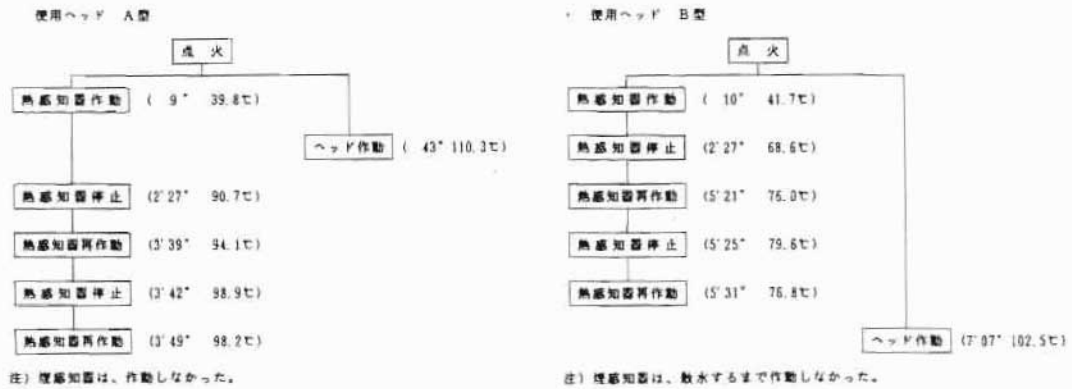 使用ヘッド A型
点火
熱感知器作動 ( 9" 39.8℃)
ヘッド作動 ( 43" 110.3℃)
熱感知器停止 (2'27" 90.7℃)
熱感知器再作動 (3'39" 94.1℃)
熱感知器停止 (3'42" 98.9℃)
熱感知器再作動 (3'49" 98.2℃)
注) 煙感知器は、作動しなかった。
・ 使用ヘッド B型
点火
熱感知器作動 ( 10" 41.7℃)
熱感知器停止 (2'27" 68.6℃)
熱感知器再作動 (5'21" 76.0℃)
熱感知器停止 (5'25" 79.6℃)
熱感知器再作動 (5'31" 76.8℃)
ヘッド作動 (7'07" 102.5℃)
注) 煙感知器は、散水するまで作動しなかった。